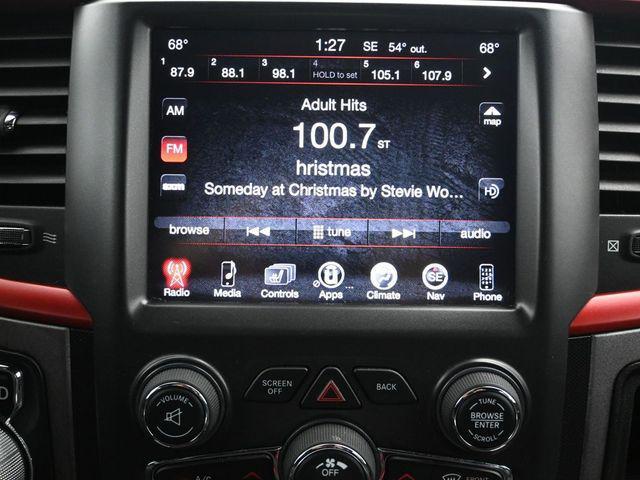 68° 1:27 SE 54° out. 68°
1 87.9 2 88.1 3 98.1 4 HOLD to set 5 105.1 6 107.9
AM Adult Hits map
FM 100.7 ST
hristmas
Someday at Christmas by Stevie Wo...
HD
browse tune audio
Radio Media Controls Apps Climate Nav Phone
VOLUME SCREEN OFF BACK TUNE
BROWSE
ENTER
SCROLL
OFF
A/C FRONT